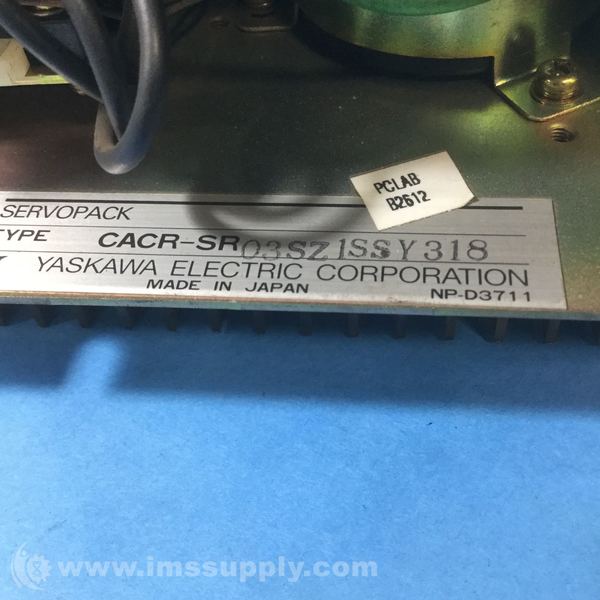 PCLAB
B2612
SERVOPACK
TYPE CACR-SR03SZ1SSY318
YASKAWA ELECTRIC CORPORATION
MADE IN JAPAN NP-D3711
www.imssupply.com